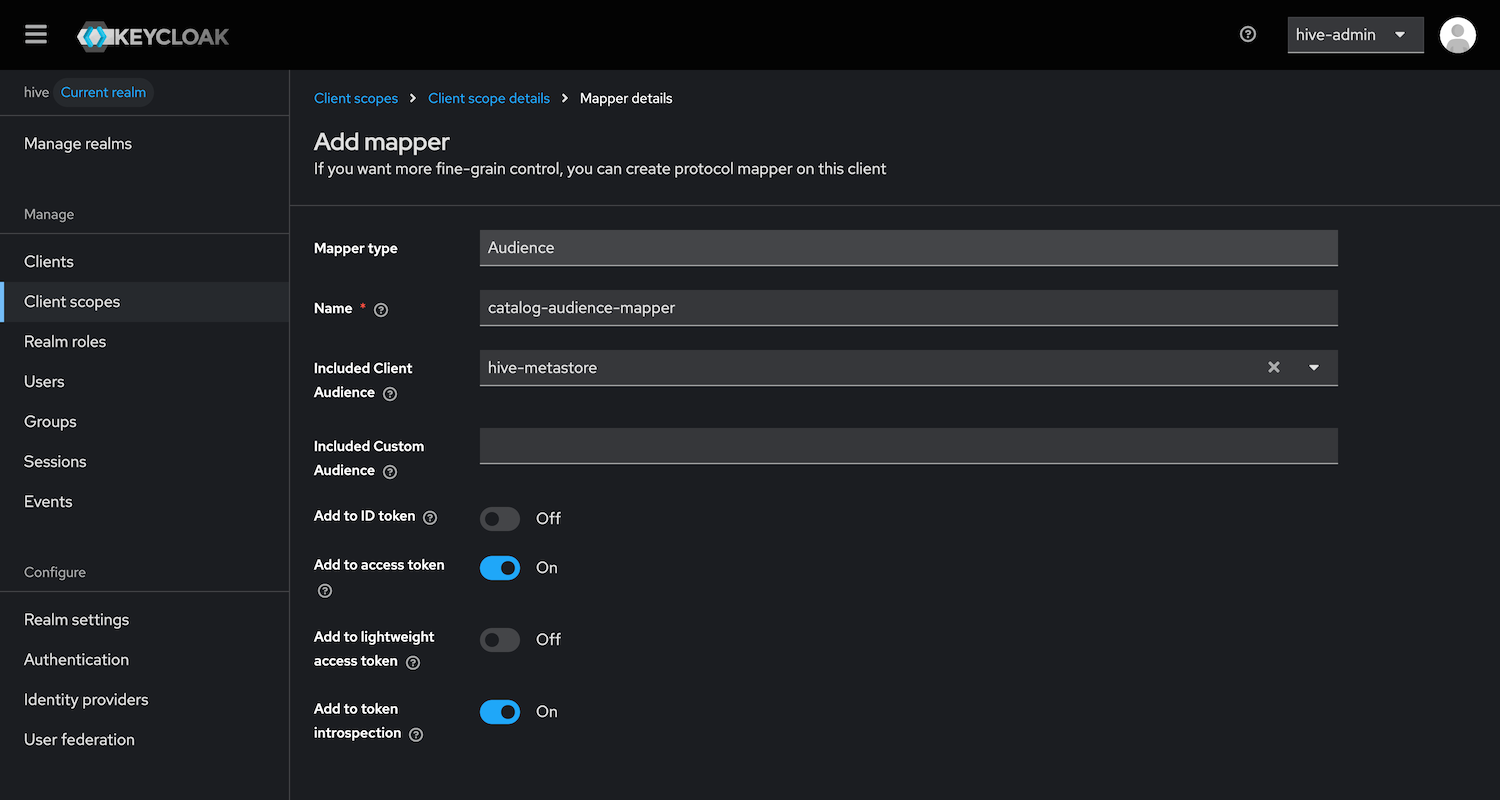 KEYCLOAK
hive-admin
hive Current realm
Manage realms
Manage
Clients
Client scopes
Realm roles
Users
Groups
Sessions
Events
Configure
Realm settings
Authentication
Identity providers
User federation
Client scopes > Client scope details > Mapper details
Add mapper
If you want more fine-grain control, you can create protocol mapper on this client
Mapper type
Audience
Name *
catalog-audience-mapper
Included Client
Audience
hive-metastore
Included Custom
Audience
Add to ID token
Off
Add to access token
On
Add to lightweight
access token
Off
Add to token
introspection
On